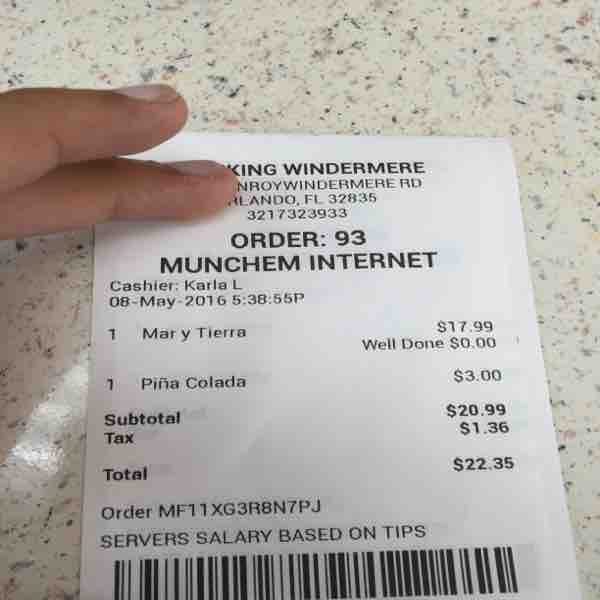 KING WINDERMERE
NROYWINDERMERE RD
RLANDO, FL 32835
3217323933
ORDER: 93
MUNCHEM INTERNET
Cashier: Karla L
08-May-2016 5:38:55P
1 Mar y Tierra $17.99
Well Done $0.00
1 Piña Colada $3.00
Subtotal $20.99
Tax $1.36
Total $22.35
Order MF11XG3R8N7PJ
SERVERS SALARY BASED ON TIPS